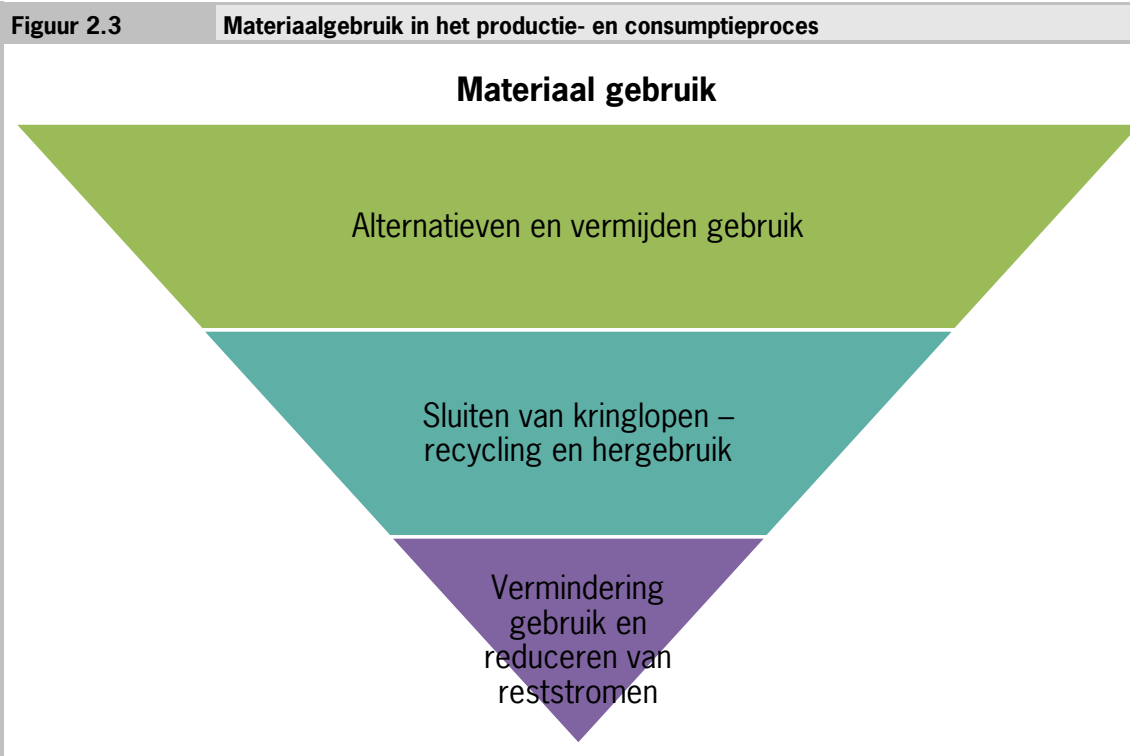 Figuur 2.3 Materiaalgebruik in het productie- en consumptieproces
Materiaal gebruik
Alternatieven en vermijden gebruik
Sluiten van kringlopen –
recycling en hergebruik
Vermindering
gebruik en
reduceren van
reststromen